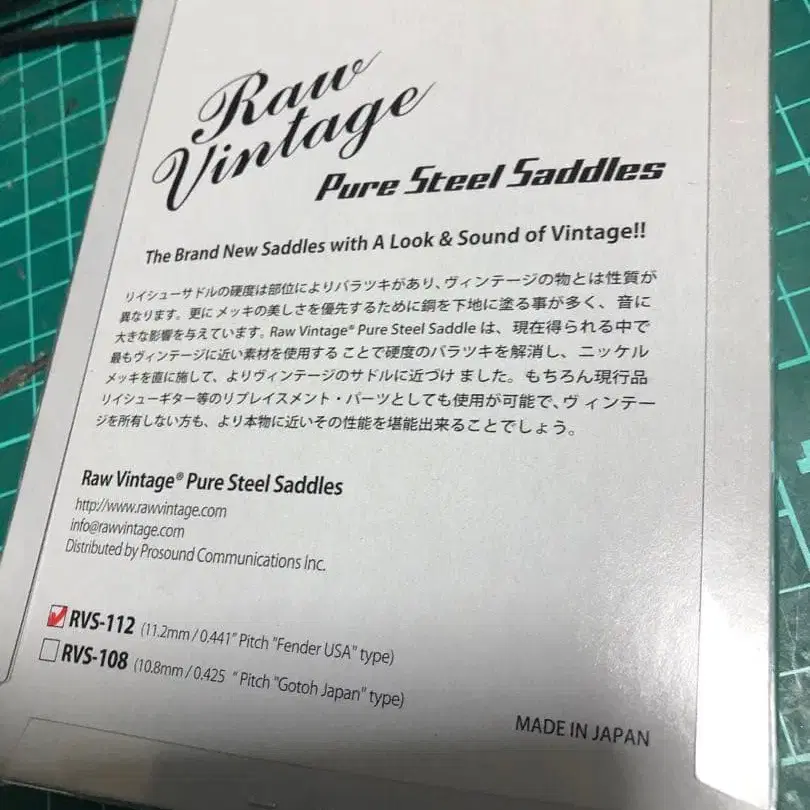 Raw
Vintage
Pure Steel Saddles
The Brand New Saddles with A Look & Sound of Vintage!!
リイシューサドルの硬度は部位によりバラツキがあり、ヴィンテージの物とは性質が
異なります。更にメッキの美しさを優先するために銅を下地に塗る事が多く、音に
大きな影響を与えています。Raw Vintage® Pure Steel Saddle は、現在得られる中で
最もヴィンテージに近い素材を使用する ことで硬度のバラツキを解消し、ニッケル
メッキを直に施して、よりヴィンテージのサドルに近づけ ました。もちろん現行品
リイシューギター等のリプレイスメント・パーツとしても使用が可能で、ヴ ィンテー
ジを所有しない方も、より本物に近いその性能を堪能出来ることでしょう。
Raw Vintage® Pure Steel Saddles
http://www.rawvintage.com
info@rawvintage.com
Distributed by Prosound Communications Inc.
RVS-112 (11.2mm / 0.441" Pitch "Fender USA" type)
RVS-108 (10.8mm / 0.425 " Pitch "Gotoh Japan" type)
MADE IN JAPAN